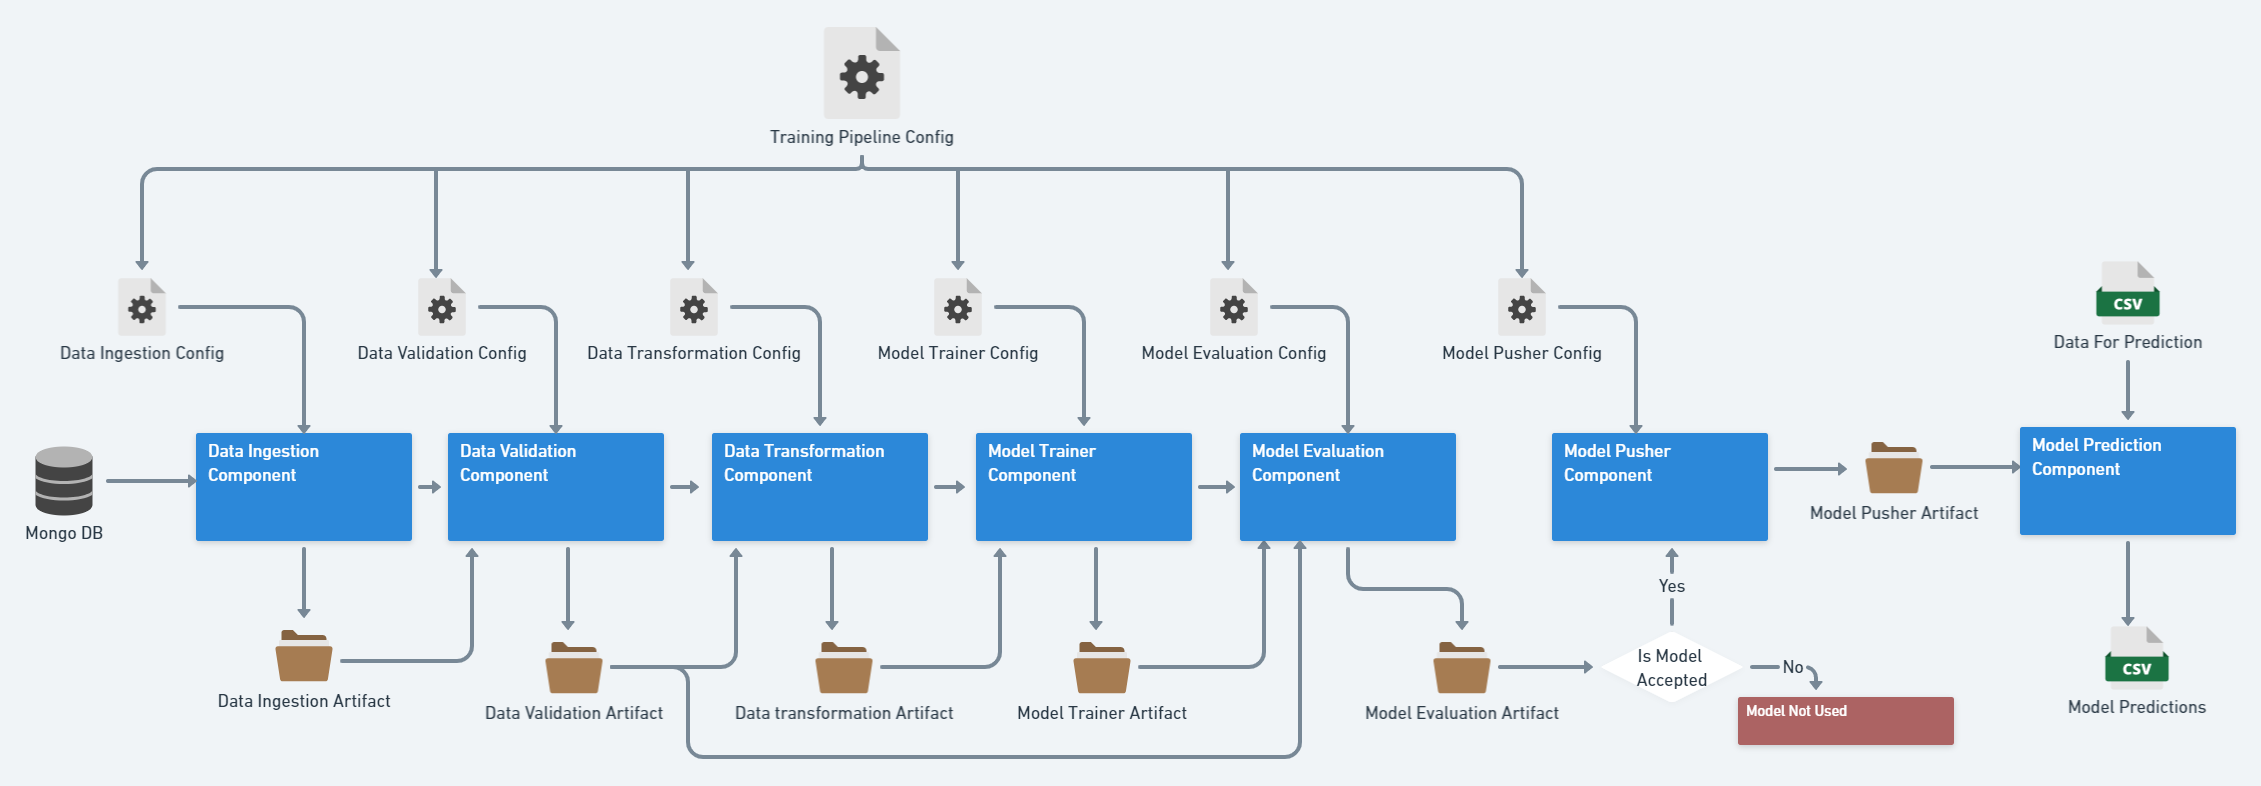 Training Pipeline Config
Data Ingestion Config
Data Validation Config
Data Transformation Config
Model Trainer Config
Model Evaluation Config
Model Pusher Config
CSV
Data For Prediction
Mongo DB
Data Ingestion
Component
Data Validation
Component
Data Transformation
Component
Model Trainer
Component
Model Evaluation
Component
Model Pusher
Component
Model Pusher Artifact
Model Prediction
Component
Yes
Data Ingestion Artifact
Data Validation Artifact
Data transformation Artifact
Model Trainer Artifact
Model Evaluation Artifact
Is Model
Accepted
No
Model Not Used
CSV
Model Predictions